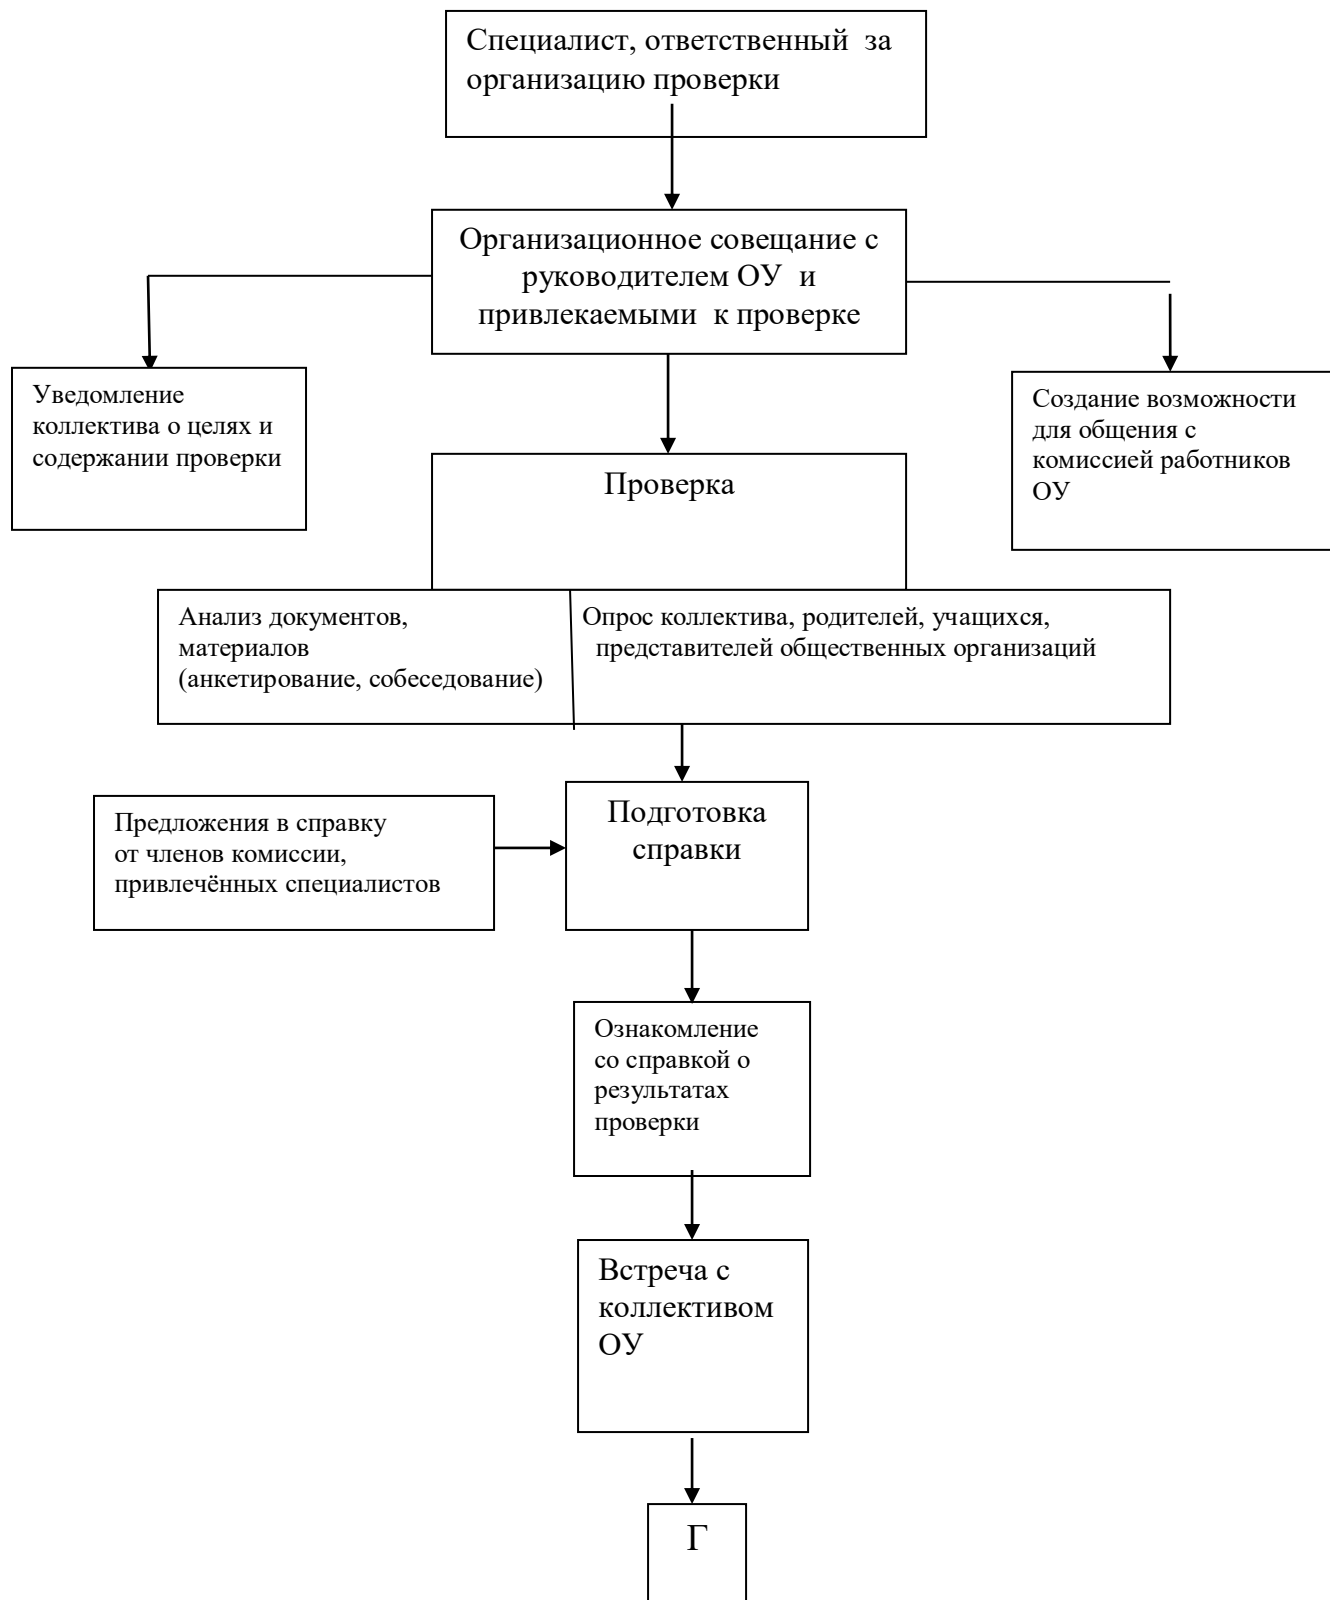 Специалист, ответственный за
организацию проверки
Организационное совещание с
руководителем ОУ и
привлекаемыми к проверке
Уведомление
коллектива о целях и
содержании проверки
Создание возможности
для общения с
комиссией работников
ОУ
Проверка
Анализ документов,
материалов
(анкетирование, собеседование)
Опрос коллектива, родителей, учащихся,
представителей общественных организаций
Предложения в справку
от членов комиссии,
привлечённых специалистов
Подготовка
справки
Ознакомление
со справкой о
результатах
проверки
Встреча с
коллективом
ОУ
Г